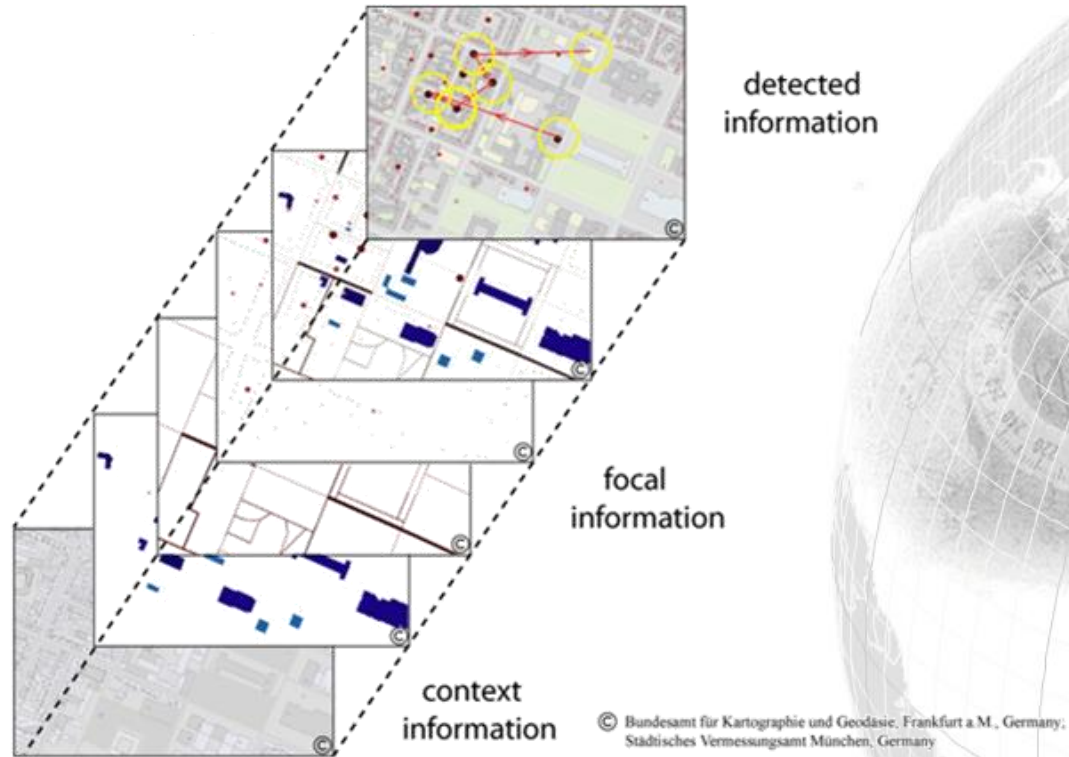 detected
information
©
©
©
focal
information
©
©
context
information
©
© Bundesamt für Kartographie und Geodäsie, Frankfurt a.M., Germany;
Städtisches Vermessungsamt München, Germany